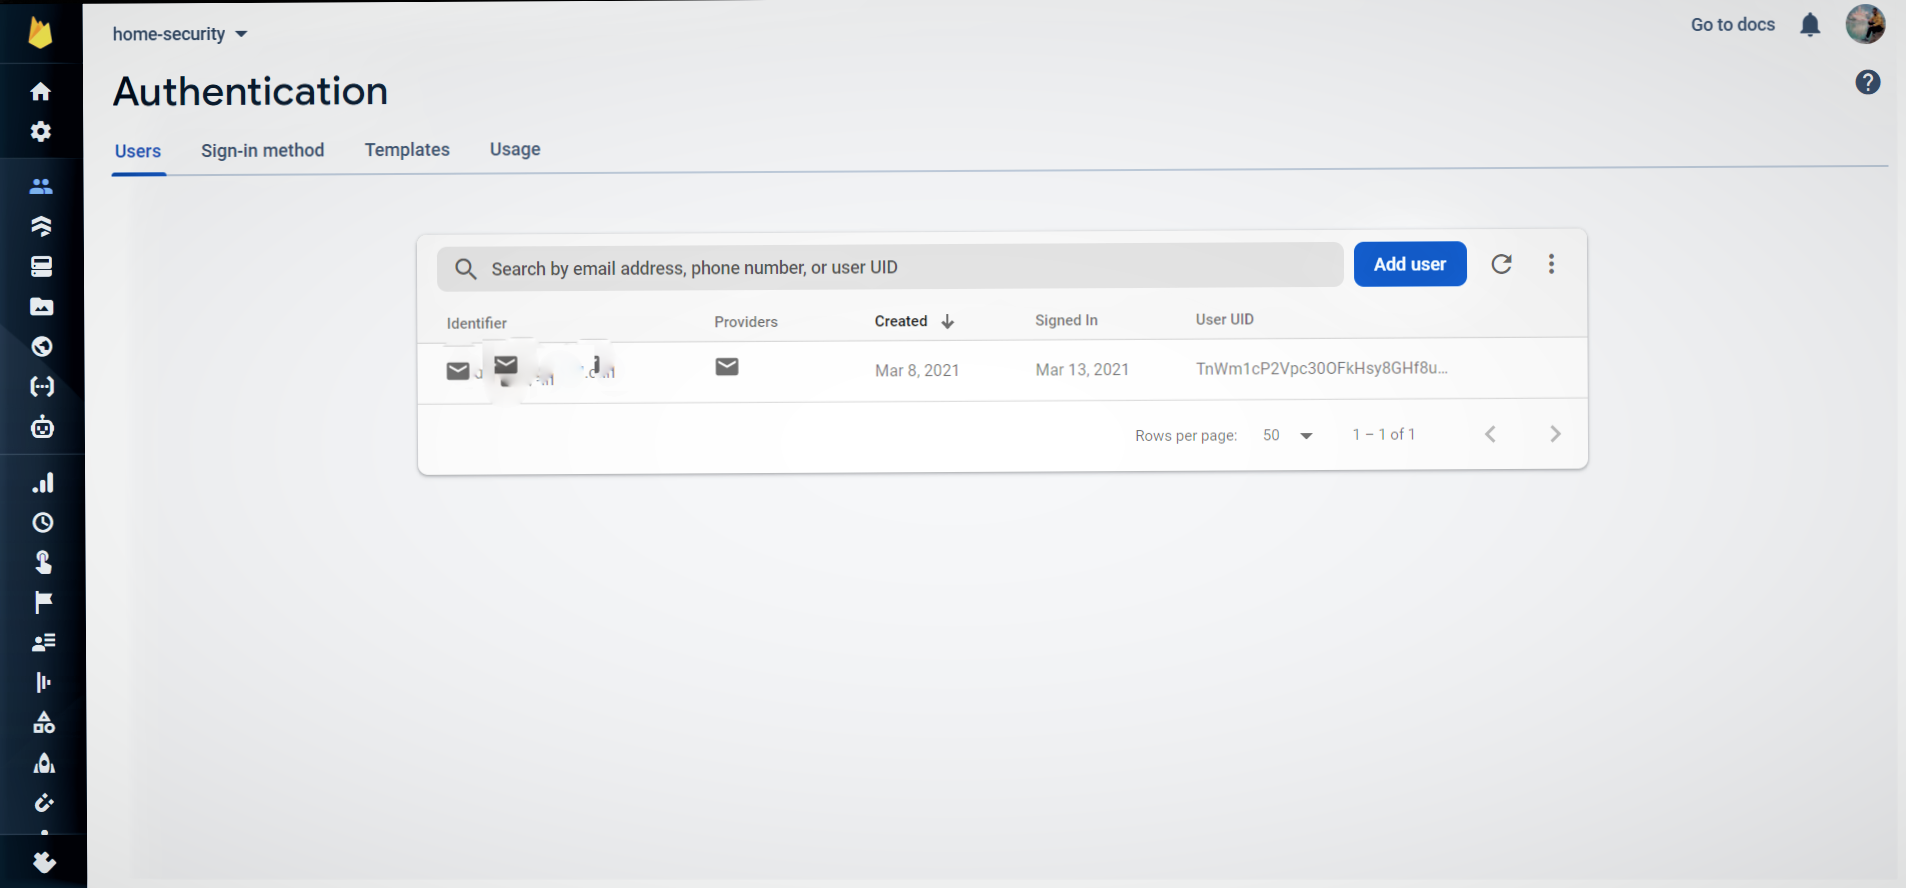 home-security
Go to docs
Authentication
Users Sign-in method Templates Usage
Search by email address, phone number, or user UID Add user
Identifier Providers Created Signed In User UID
Mar 8, 2021 Mar 13, 2021 TnWm1cP2Vpc30OFkHsy8GHf8u...
Rows per page: 50 1 – 1 of 1